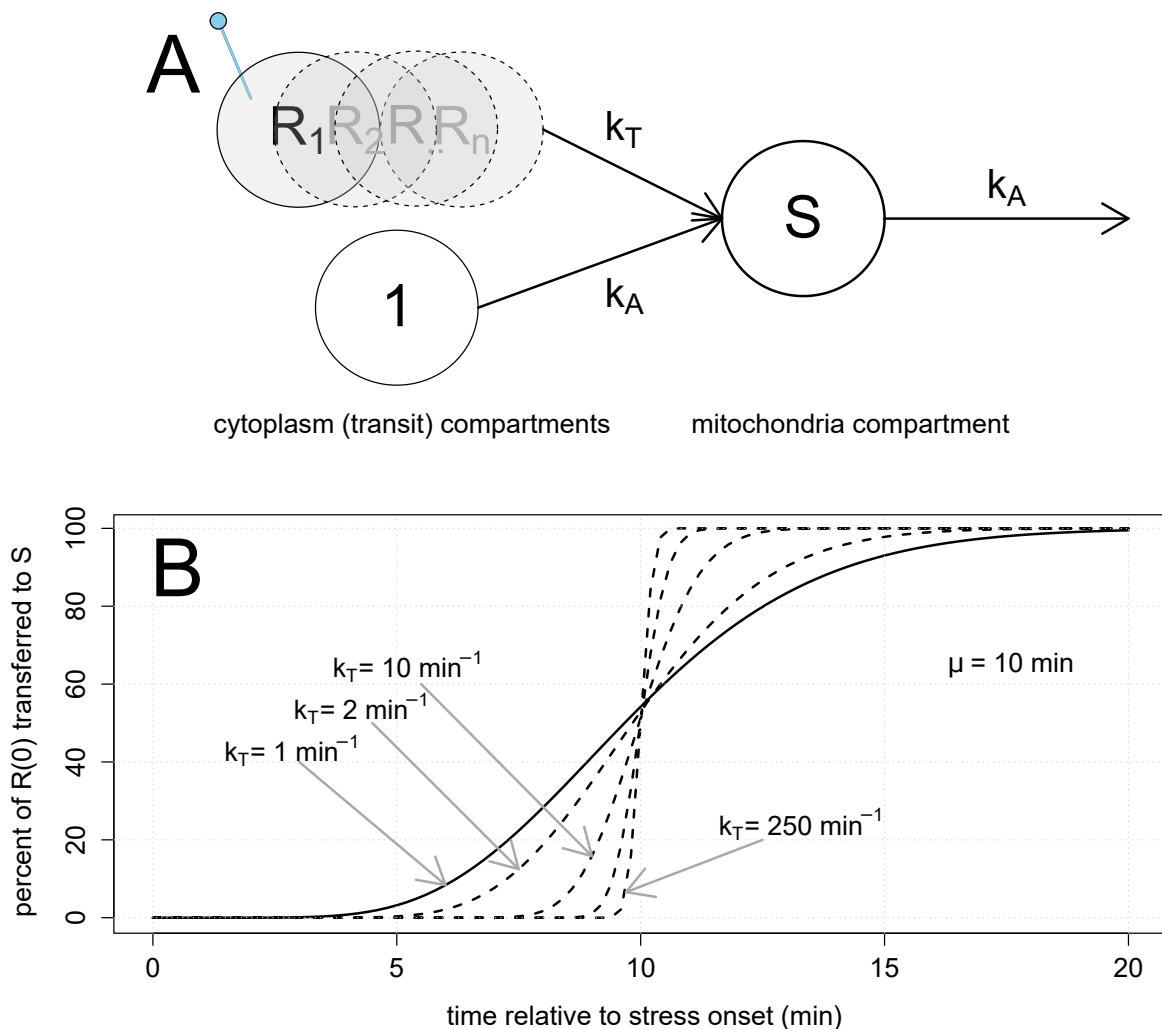 A
R1 R2 R.. Rn
kT
S
kA
1
kA
cytoplasm (transit) compartments
mitochondria compartment
B
percent of R(0) transferred to S
100
80
60
40
20
0
kT= 10 min⁻¹
kT= 2 min⁻¹
kT= 1 min⁻¹
kT= 250 min⁻¹
μ = 10 min
0 5 10 15 20
time relative to stress onset (min)